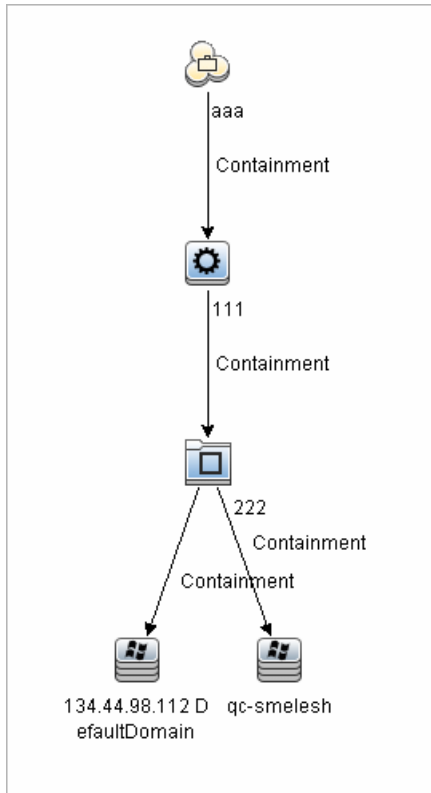 aaa
Containment
111
Containment
222
Containment
Containment
134.44.98.112 D
efaultDomain
qc-smelesh